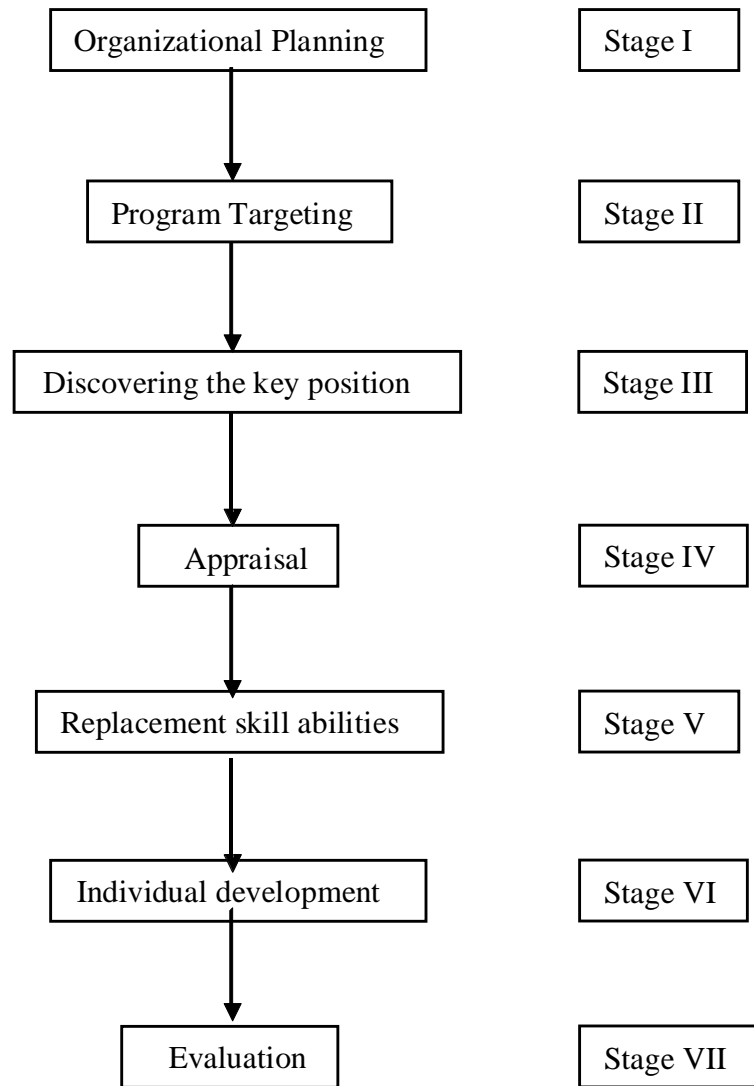 Organizational Planning
Stage I
Program Targeting
Stage II
Discovering the key position
Stage III
Appraisal
Stage IV
Replacement skill abilities
Stage V
Individual development
Stage VI
Evaluation
Stage VII